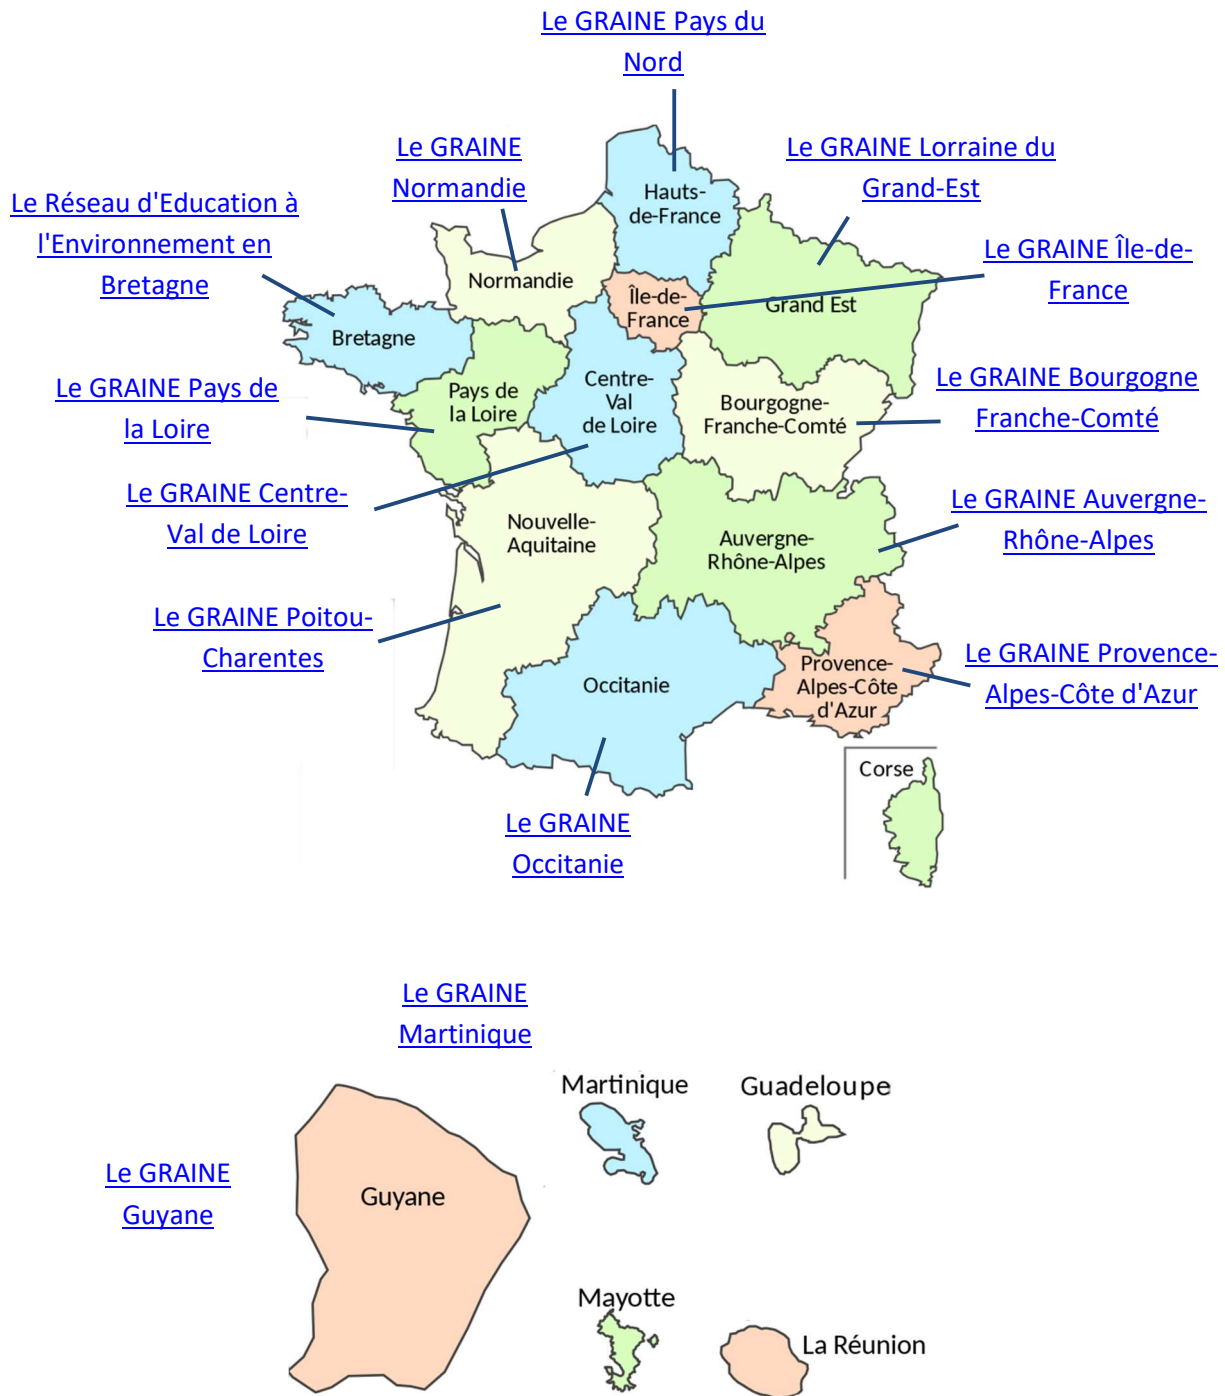 Le GRAINE Pays du
Nord
Le GRAINE
Normandie
Le GRAINE Lorraine du
Grand-Est
Le Réseau d'Education à
l'Environnement en
Bretagne
Le GRAINE Île-de-
France
Hauts-
de-France
Normandie
Île-de-
France
Grand Est
Bretagne
Le GRAINE Pays de
la Loire
Pays de
la Loire
Centre-
Val
de Loire
Bourgogne-
Franche-Comté
Le GRAINE Bourgogne
Franche-Comté
Le GRAINE Centre-
Val de Loire
Nouvelle-
Aquitaine
Auvergne-
Rhône-Alpes
Le GRAINE Auvergne-
Rhône-Alpes
Le GRAINE Poitou-
Charentes
Occitanie
Provence-
Alpes-Côte
d'Azur
Le GRAINE Provence-
Alpes-Côte d'Azur
Corse
Le GRAINE
Occitanie
Le GRAINE
Martinique
Martinique
Guadeloupe
Le GRAINE
Guyane
Guyane
Mayotte
La Réunion